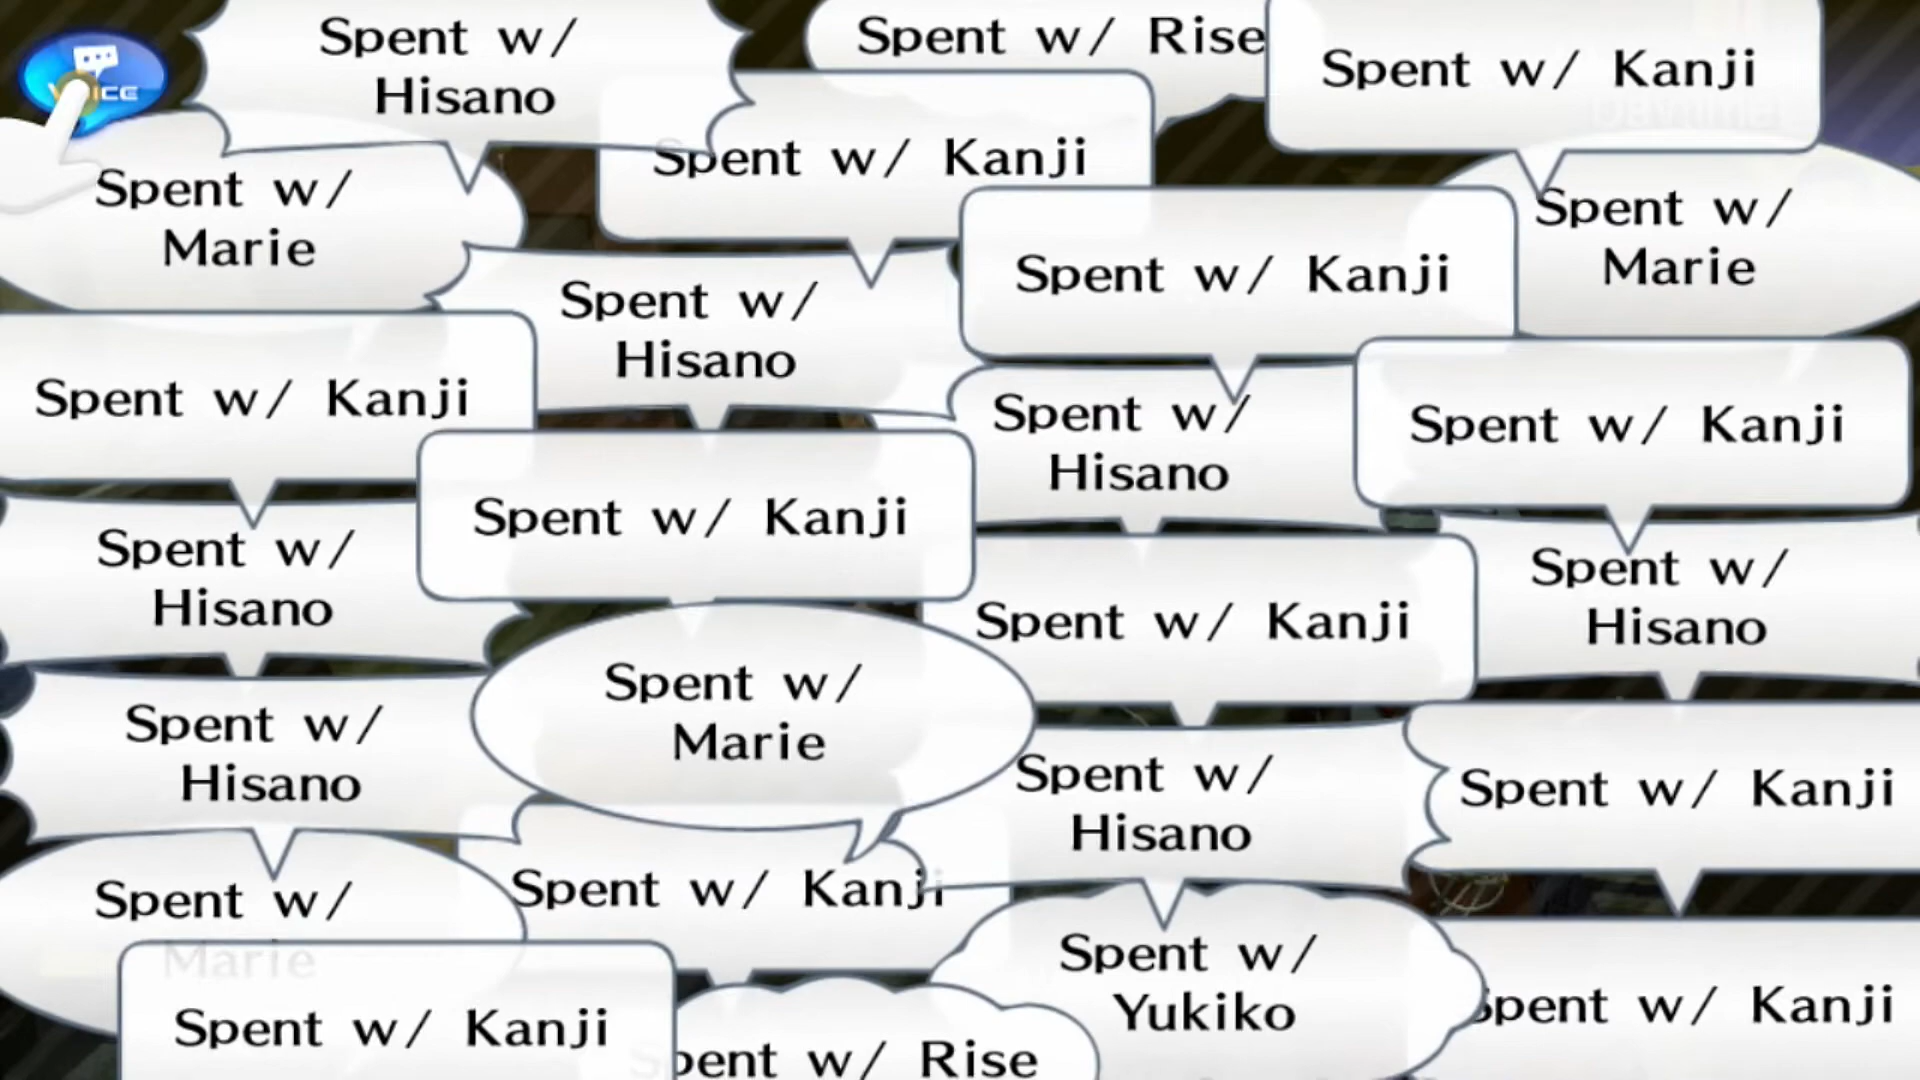 Spent w/
Hisano
Spent w/ Rise
Spent w/ Kanji
VOICE
Spent w/ Kanji
Spent w/
Marie
Spent w/
Marie
Spent w/ Kanji
Spent w/
Hisano
Spent w/ Kanji
Spent w/
Hisano
Spent w/ Kanji
Spent w/ Kanji
Spent w/
Hisano
Spent w/
Hisano
Spent w/ Kanji
Spent w/
Marie
Spent w/
Hisano
Spent w/
Hisano
Spent w/ Kanji
Spent w/
Marie
Spent w/ Kanji
Spent w/
Yukiko
Spent w/ Kanji
Spent w/ Kanji
Spent w/ Rise